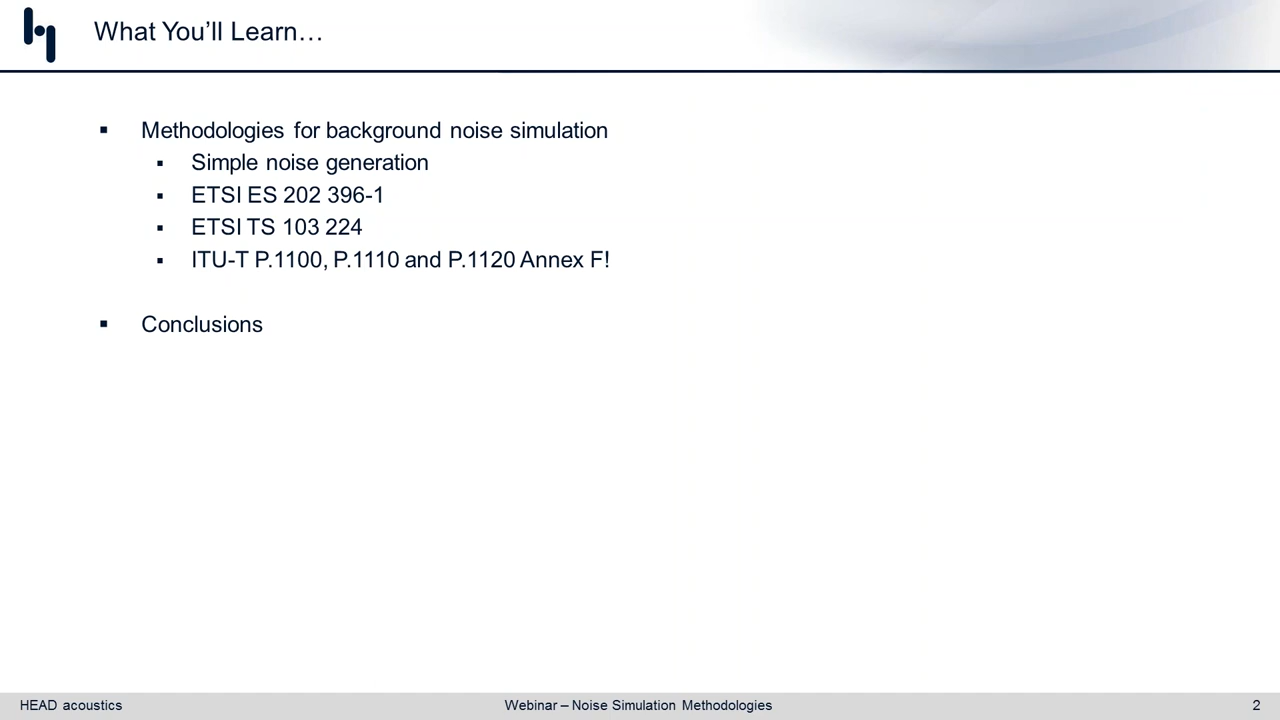 What You’ll Learn…
▪ Methodologies for background noise simulation
▪ Simple noise generation
▪ ETSI ES 202 396-1
▪ ETSI TS 103 224
▪ ITU-T P.1100, P.1110 and P.1120 Annex F!
▪ Conclusions
HEAD acoustics
Webinar – Noise Simulation Methodologies
2